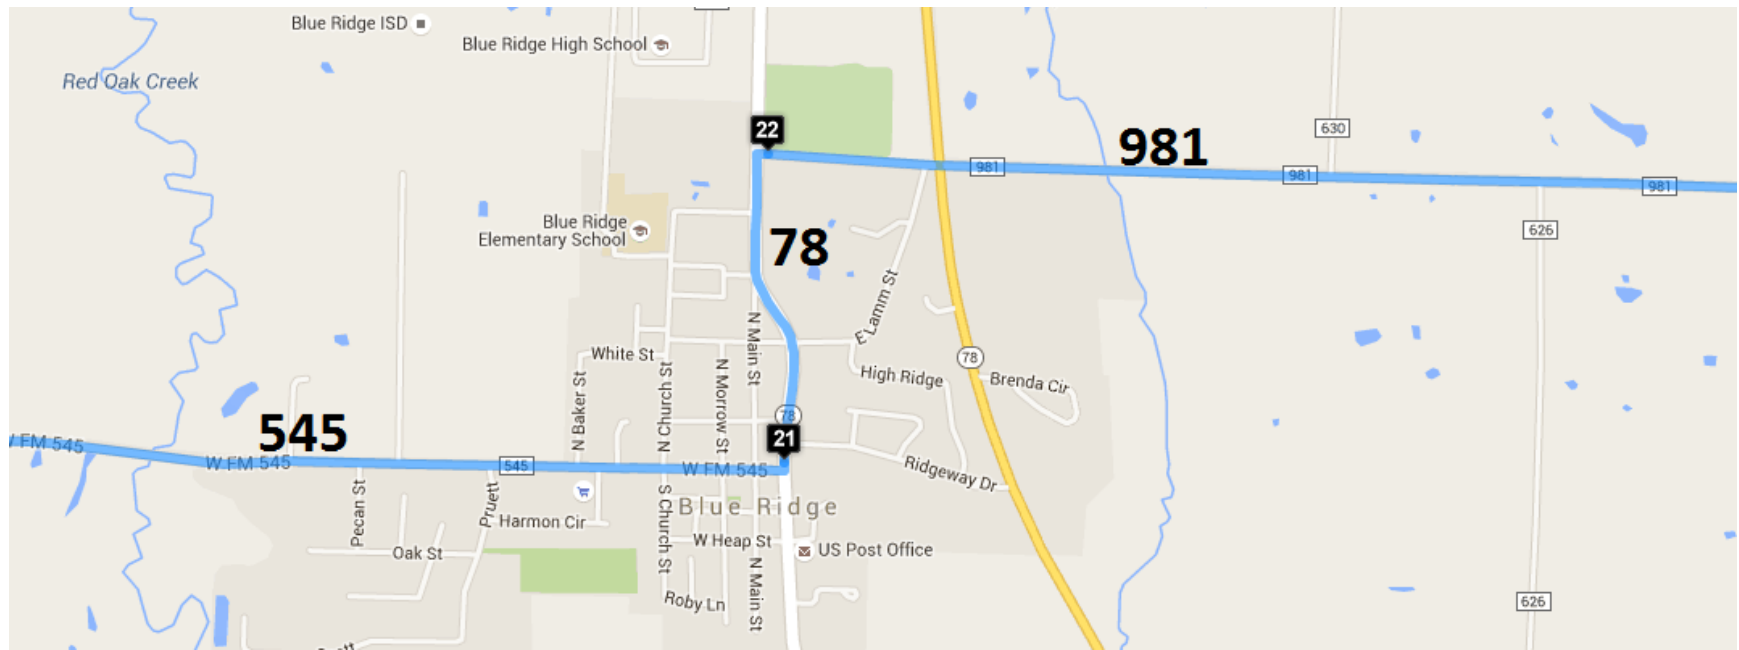 Blue Ridge ISD
Blue Ridge High School
Red Oak Creek
22
981
630
981
981
981
Blue Ridge
Elementary School
78
626
E Lamm St
N Main St
White St
High Ridge
78
Brenda Cir
N Baker St
N Church St
N Morrow St
78
545
21
W FM 545
W FM 545
545
W FM 545
Ridgeway Dr
Pecan St
Pruett
Harmon Cir
S Church St
Blue Ridge
W Heap St
US Post Office
Oak St
N Main St
Roby Ln
626